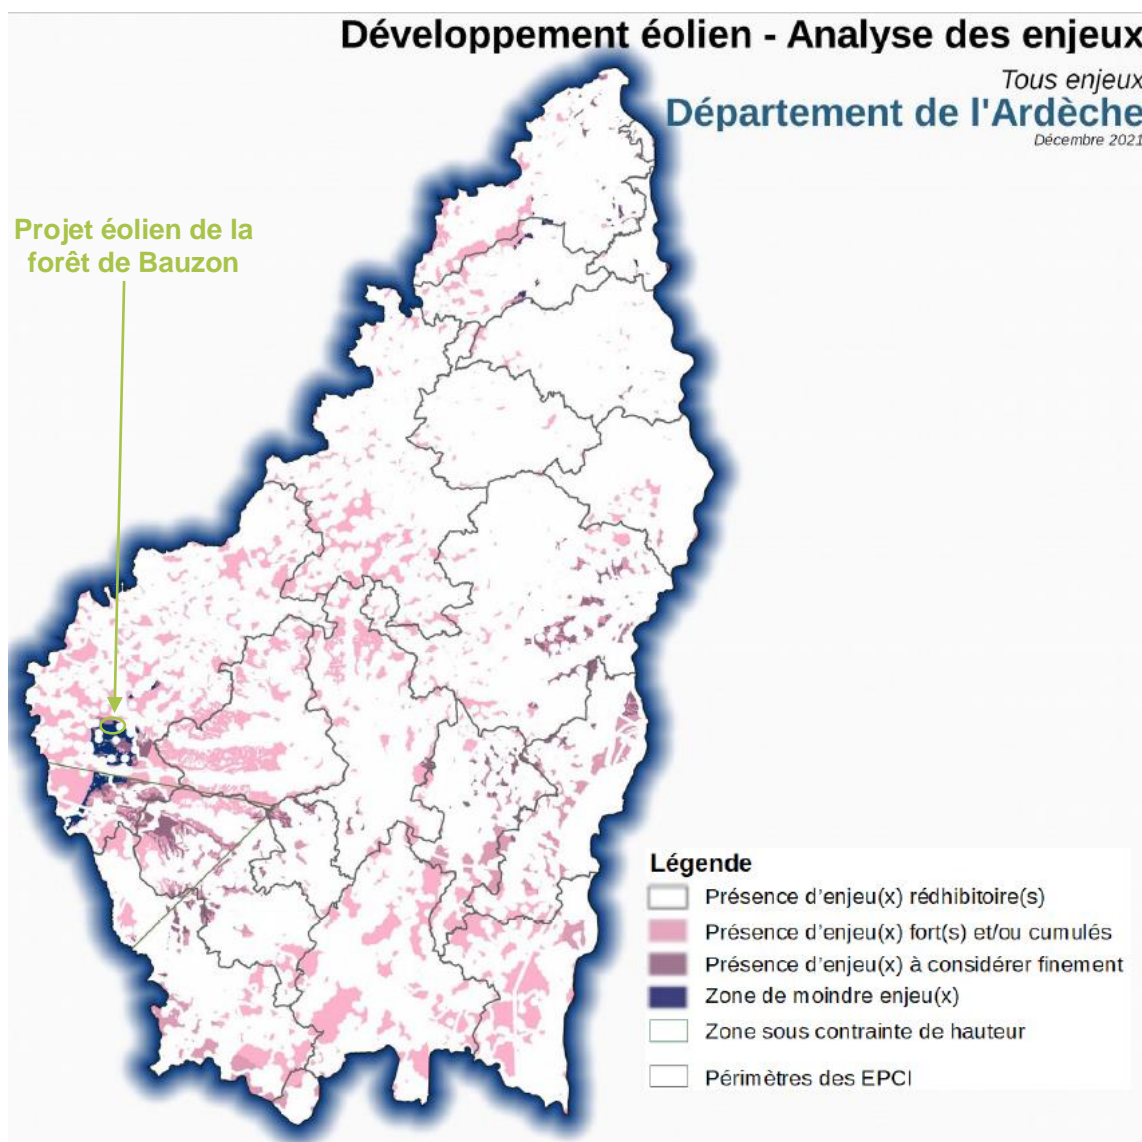 Développement éolien - Analyse des enjeux
Tous enjeux
Département de l'Ardèche
Décembre 2021
Projet éolien de la
forêt de Bauzon
Légende
Présence d'enjeu(x) rédhibitoire(s)
Présence d'enjeu(x) fort(s) et/ou cumulés
Présence d'enjeu(x) à considérer finement
Zone de moindre enjeu(x)
Zone sous contrainte de hauteur
Périmètres des EPCI